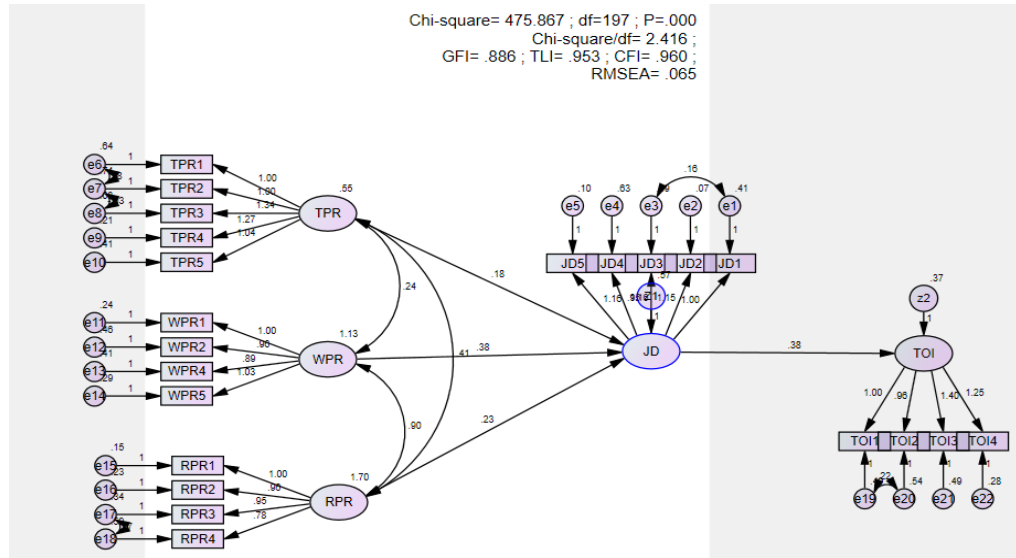 Chi-square= 475.867 ; df=197 ; P=.000
Chi-square/df= 2.416 ;
GFI= .886 ; TLI= .953 ; CFI= .960 ;
RMSEA= .065
.64
e6 1 TPR1
e7 1 TPR2
e8 1 TPR3
.21
e9 1 TPR4
.41
e10 1 TPR5
1.00
1.00
1.34
1.27
1.04
.55
TPR
.24
e11 1 WPR1
.46
e12 1 WPR2
.41
e13 1 WPR4
.29
e14 1 WPR5
1.00
.90
.89
1.03
1.13
WPR
.15
e15 1 RPR1
.23
e16 1 RPR2
.34
e17 1 RPR3
e18 1 RPR4
1.00
.90
.95
.78
1.70
RPR
.24
.41
.90
.18
.38
.23
.16
.10 .63 .07 .41
e5 e4 e3 e2 e1
1 1 1 1 1
JD5 JD4 JD3 JD2 JD1
.57
z1
1.16 1.15 1.00
1
JD
.38
.37
z2
1
TOI
1.00 .96 1.40 1.25
TOI1 TOI2 TOI3 TOI4
1 1 1 1
.22 .54 .49 .28
e19 e20 e21 e22